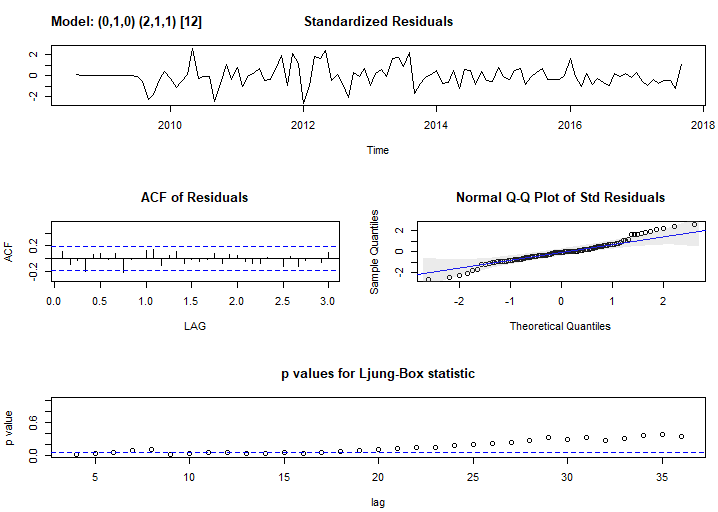 Model: (0,1,0) (2,1,1) [12] Standardized Residuals
2
0
-2
2010 2012 2014 2016 2018
Time
ACF of Residuals
ACF
0.2
-0.2
0.0 0.5 1.0 1.5 2.0 2.5 3.0
LAG
Normal Q-Q Plot of Std Residuals
Sample Quantiles
2
0
-2
-2 -1 0 1 2
Theoretical Quantiles
p values for Ljung-Box statistic
p value
0.6
0.0
5 10 15 20 25 30 35
lag